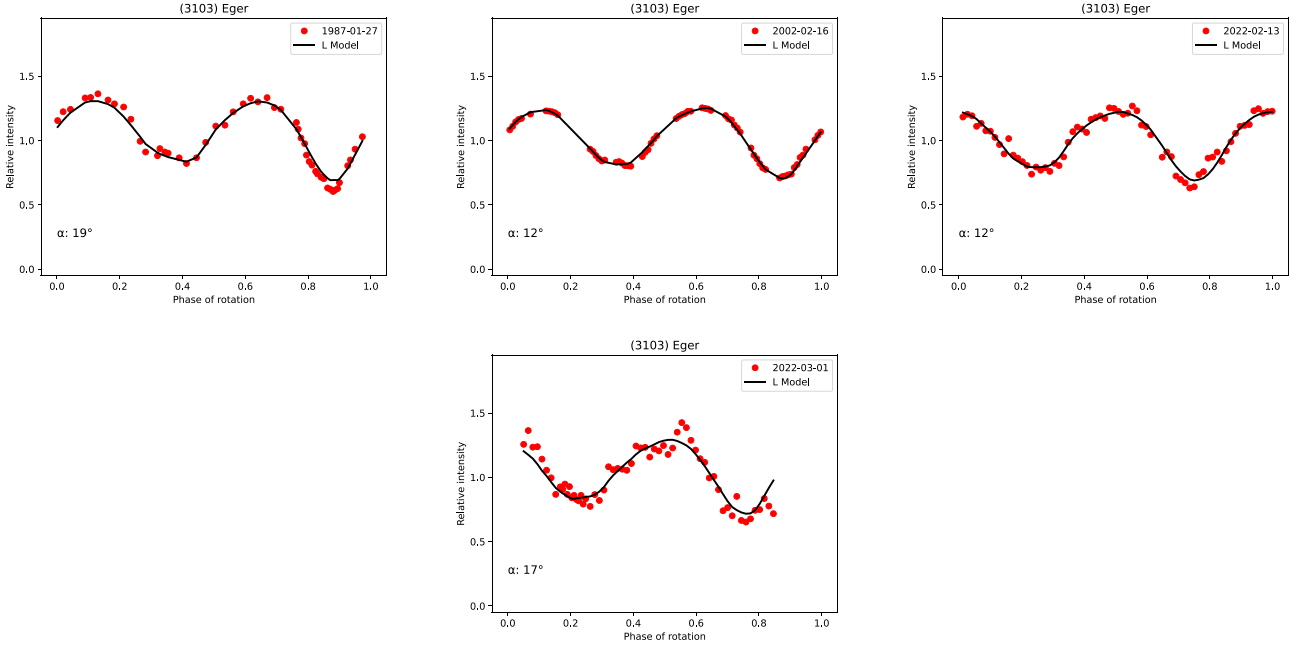 (3103) Eger
1987-01-27
L Model
Relative intensity
1.5
1.0
0.5
0.0
α: 19°
0.0 0.2 0.4 0.6 0.8 1.0
Phase of rotation
(3103) Eger
2002-02-16
L Model
Relative intensity
1.5
1.0
0.5
0.0
α: 12°
0.0 0.2 0.4 0.6 0.8 1.0
Phase of rotation
(3103) Eger
2022-02-13
L Model
Relative intensity
1.5
1.0
0.5
0.0
α: 12°
0.0 0.2 0.4 0.6 0.8 1.0
Phase of rotation
(3103) Eger
2022-03-01
L Model
Relative intensity
1.5
1.0
0.5
0.0
α: 17°
0.0 0.2 0.4 0.6 0.8 1.0
Phase of rotation